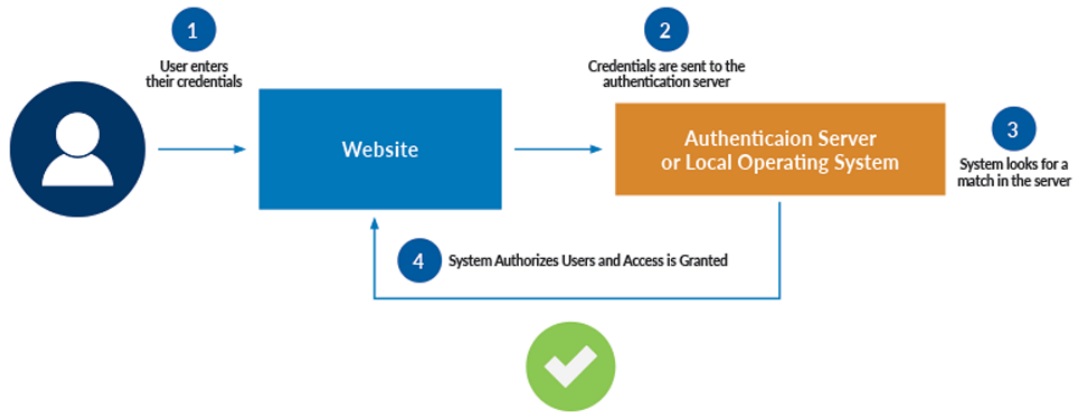 1
User enters
their credentials
Website
2
Credentials are sent to the
authentication server
Authenticaion Server
or Local Operating System
3
System looks for a
match in the server
4
System Authorizes Users and Access is Granted